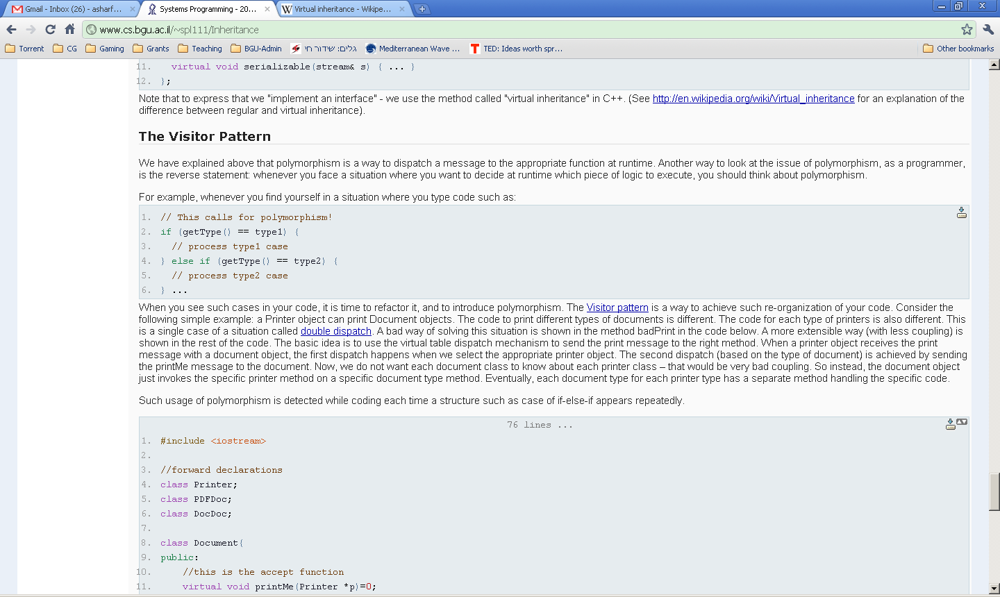 Gmail - Inbox (26) - asharf...
Systems Programming - 20...
Virtual inheritance - Wikipe...
www.cs.bgu.ac.il/~spl111/Inheritance
Torrent CG Gaming Grants Teaching BGU-Admin גלים: שידור חי Mediterranean Wave ... TED: Ideas worth spr... Other bookmarks
11. virtual void serializable(stream& s) { ... }
12. };
Note that to express that we "implement an interface" - we use the method called "virtual inheritance" in C++. (See http://en.wikipedia.org/wiki/Virtual_inheritance for an explanation of the
difference between regular and virtual inheritance).
The Visitor Pattern
We have explained above that polymorphism is a way to dispatch a message to the appropriate function at runtime. Another way to look at the issue of polymorphism, as a programmer,
is the reverse statement: whenever you face a situation where you want to decide at runtime which piece of logic to execute, you should think about polymorphism.
For example, whenever you find yourself in a situation where you type code such as:
1. // This calls for polymorphism!
2. if (getType() == type1) {
3. // process type1 case
4. } else if (getType() == type2) {
5. // process type2 case
6. } ...
When you see such cases in your code, it is time to refactor it, and to introduce polymorphism. The Visitor pattern is a way to achieve such re-organization of your code. Consider the
following simple example: a Printer object can print Document objects. The code to print different types of documents is different. The code for each type of printers is also different. This
is a single case of a situation called double dispatch. A bad way of solving this situation is shown in the method badPrint in the code below. A more extensible way (with less coupling) is
shown in the rest of the code. The basic idea is to use the virtual table dispatch mechanism to send the print message to the right method. When a printer object receives the print
message with a document object, the first dispatch happens when we select the appropriate printer object. The second dispatch (based on the type of document) is achieved by sending
the printMe message to the document. Now, we do not want each document class to know about each printer class – that would be very bad coupling. So instead, the document object
just invokes the specific printer method on a specific document type method. Eventually, each document type for each printer type has a separate method handling the specific code.
Such usage of polymorphism is detected while coding each time a structure such as case of if-else-if appears repeatedly.
76 lines ...
1. #include <iostream>
2.
3. //forward declarations
4. class Printer;
5. class PDFDoc;
6. class DocDoc;
7.
8. class Document{
9. public:
10. //this is the accept function
11. virtual void printMe(Printer *p)=0;